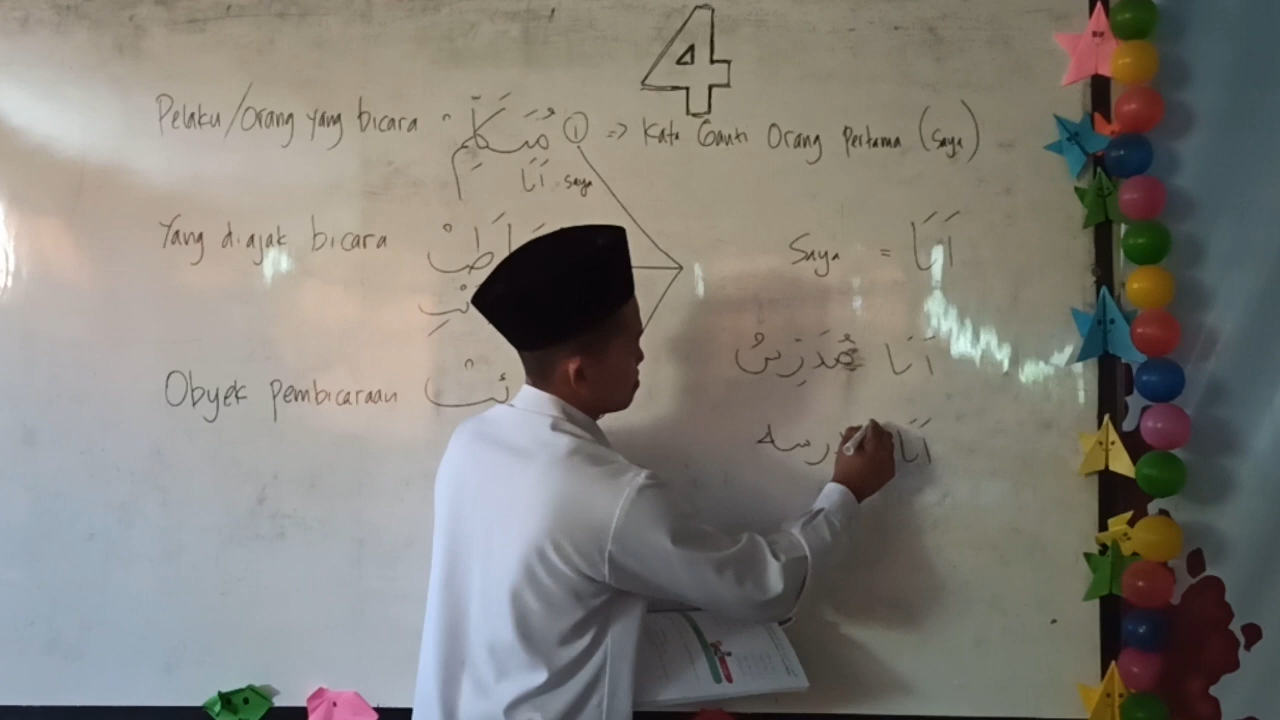 4
Pelaku/Orang yang bicara مُتَكَلِّمٌ ① => Kata Ganti Orang Pertama (saya)
أَنَا saya
Yang diajak bicara
Saya = أَنَا
أَنَا مُدَرِّسٌ
Obyek pembicaraan
أَنَا